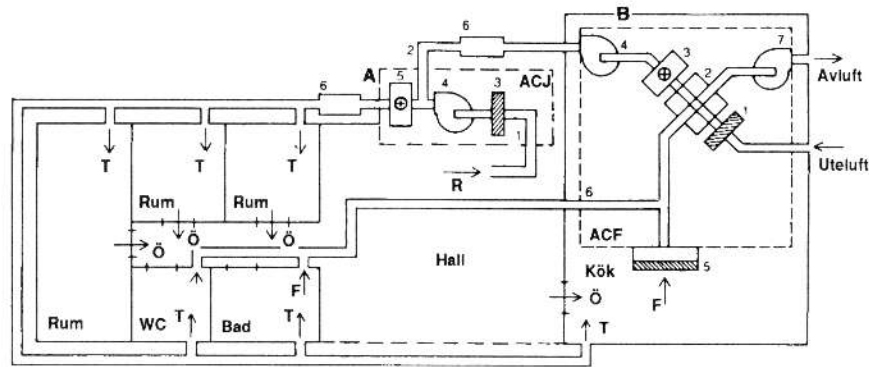 B
6
7
2
4
3
A
5
ACJ
2
Avluft
6
4
3
1
1
Uteluft
T
T
T
R
Rum
Rum
6
Ö
Ö
Ö
ACF
Hall
5
Kök
F
F
Ö
T
T
T
Rum
WC
Bad